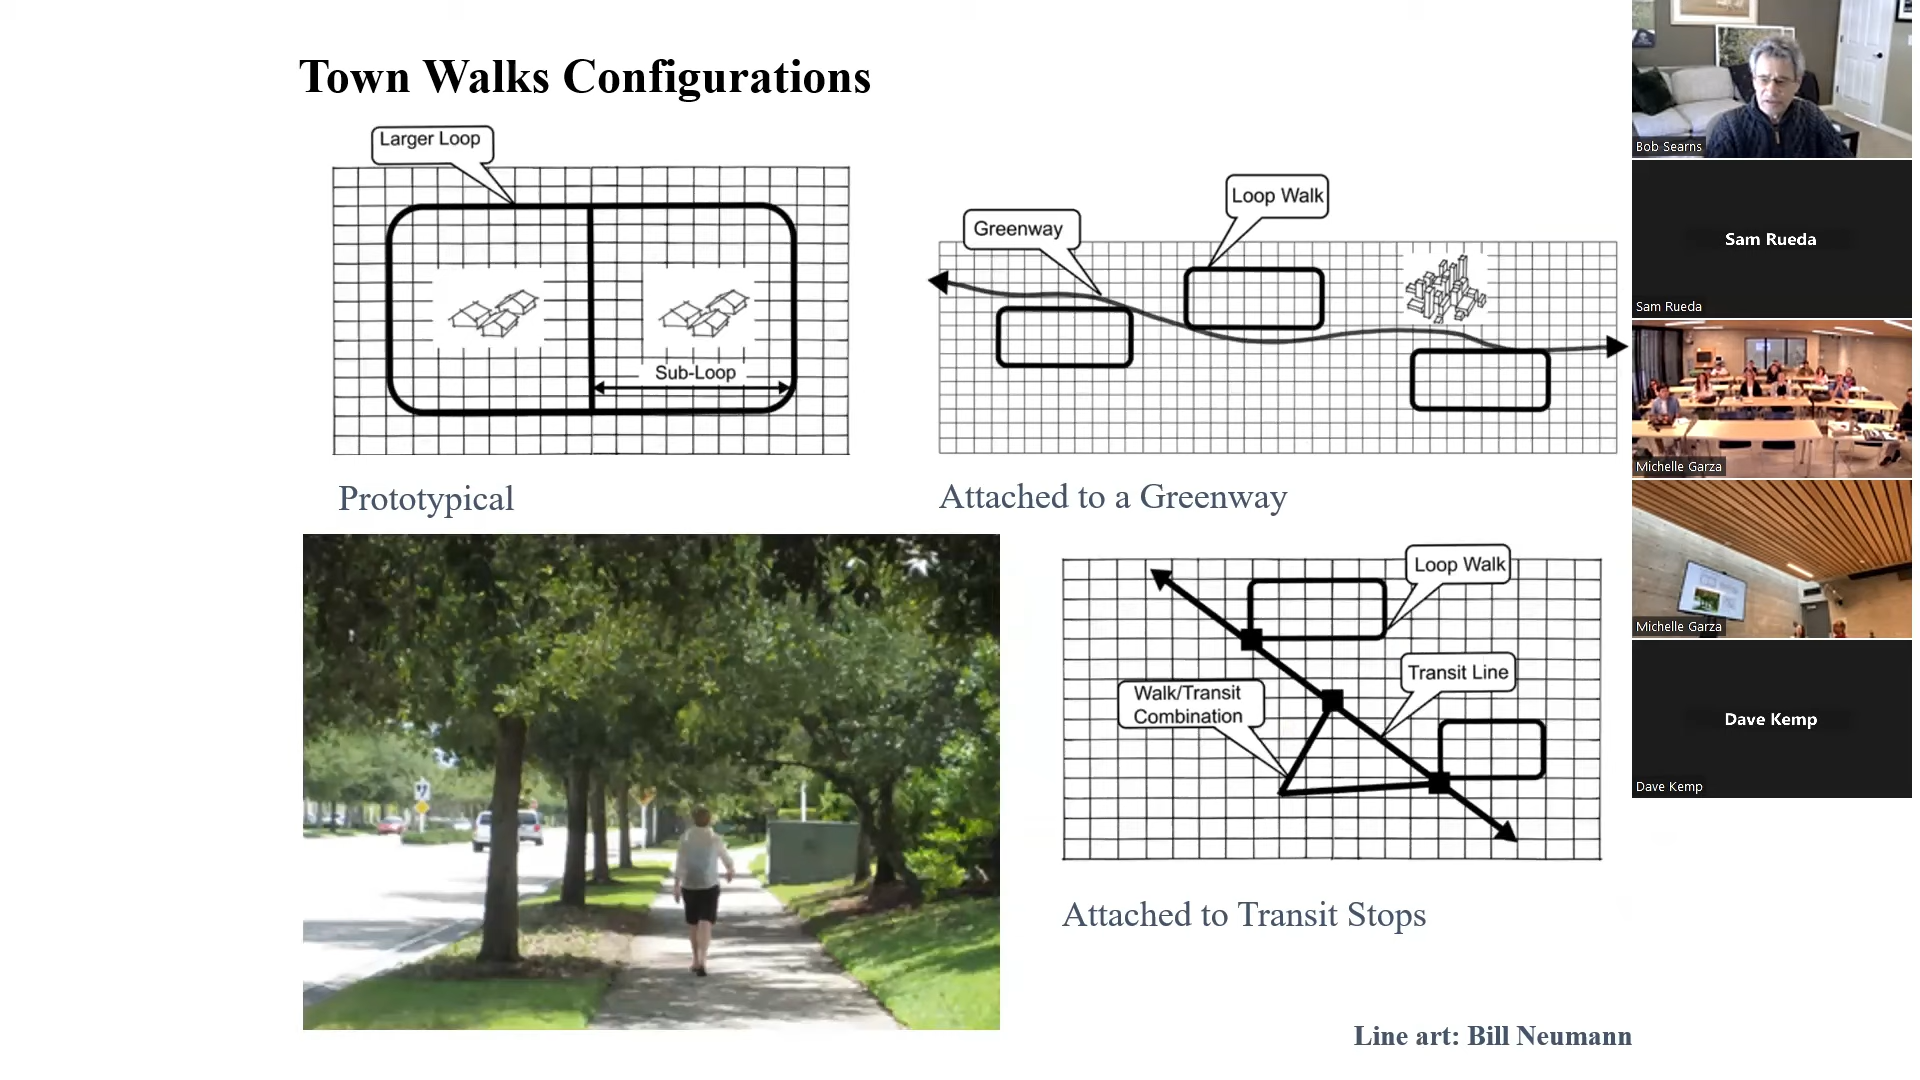 Town Walks Configurations
Larger Loop
Sub-Loop
Prototypical
Greenway
Loop Walk
Attached to a Greenway
Loop Walk
Transit Line
Walk/Transit
Combination
Attached to Transit Stops
Line art: Bill Neumann
Bob Searns
Sam Rueda
Sam Rueda
Michelle Garza
Michelle Garza
Dave Kemp
Dave Kemp